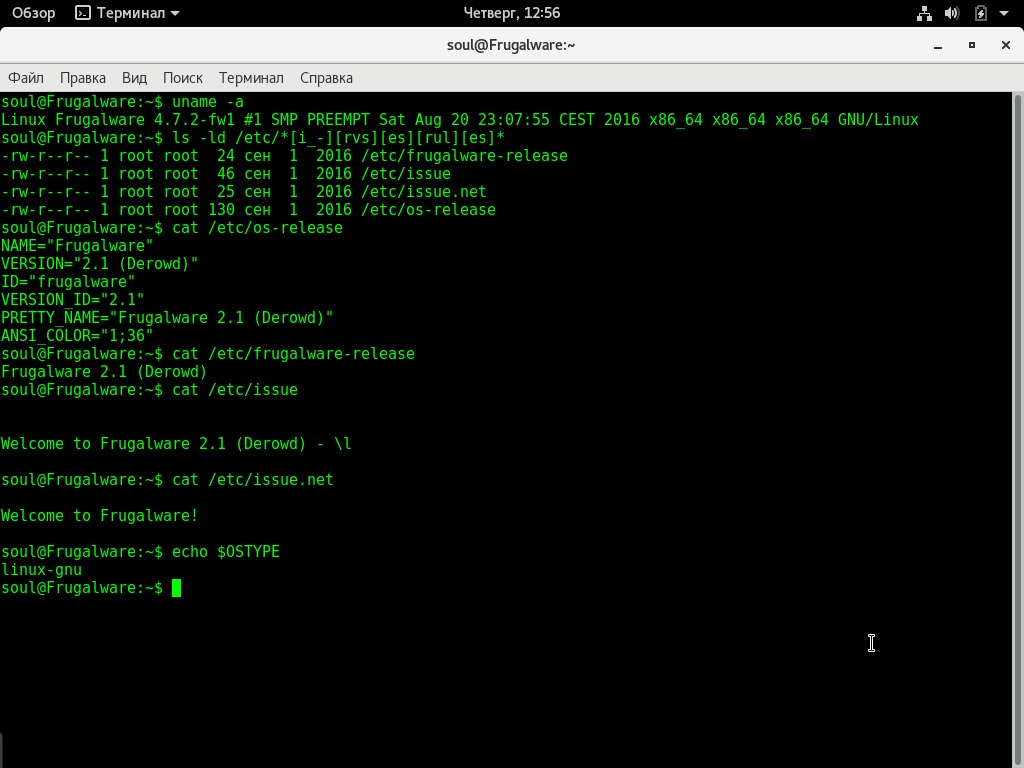 Обзор Терминал Четверг, 12:56
soul@Frugalware:~
Файл Правка Вид Поиск Терминал Справка
soul@Frugalware:~$ uname -a
Linux Frugalware 4.7.2-fw1 #1 SMP PREEMPT Sat Aug 20 23:07:55 CEST 2016 x86_64 x86_64 x86_64 GNU/Linux
soul@Frugalware:~$ ls -ld /etc/*[i_-][rvs][es][rul][es]*
-rw-r--r-- 1 root root  24 сен  1  2016 /etc/frugalware-release
-rw-r--r-- 1 root root  46 сен  1  2016 /etc/issue
-rw-r--r-- 1 root root  25 сен  1  2016 /etc/issue.net
-rw-r--r-- 1 root root 130 сен  1  2016 /etc/os-release
soul@Frugalware:~$ cat /etc/os-release
NAME="Frugalware"
VERSION="2.1 (Derowd)"
ID="frugalware"
VERSION_ID="2.1"
PRETTY_NAME="Frugalware 2.1 (Derowd)"
ANSI_COLOR="1;36"
soul@Frugalware:~$ cat /etc/frugalware-release
Frugalware 2.1 (Derowd)
soul@Frugalware:~$ cat /etc/issue
Welcome to Frugalware 2.1 (Derowd) - \l
soul@Frugalware:~$ cat /etc/issue.net
Welcome to Frugalware!
soul@Frugalware:~$ echo $OSTYPE
linux-gnu
soul@Frugalware:~$